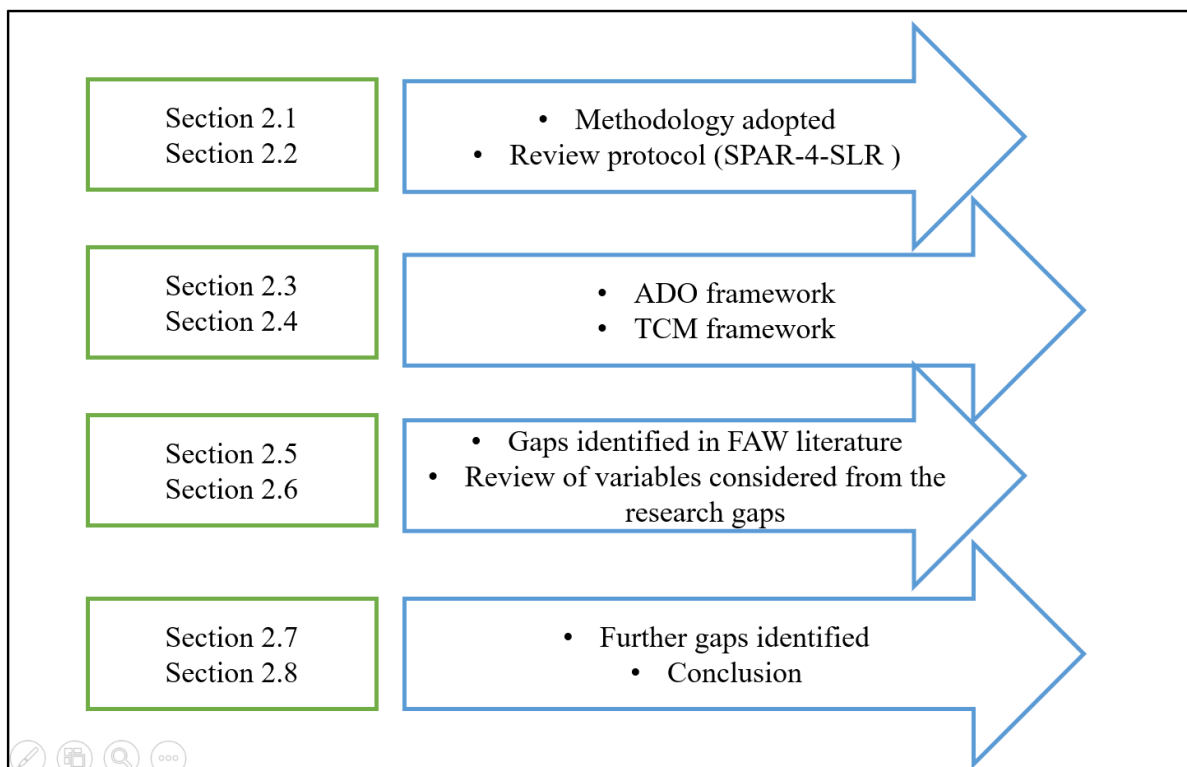 Section 2.1
Section 2.2
• Methodology adopted
• Review protocol (SPAR-4-SLR )
Section 2.3
Section 2.4
• ADO framework
• TCM framework
Section 2.5
Section 2.6
• Gaps identified in FAW literature
• Review of variables considered from the
research gaps
Section 2.7
Section 2.8
• Further gaps identified
• Conclusion